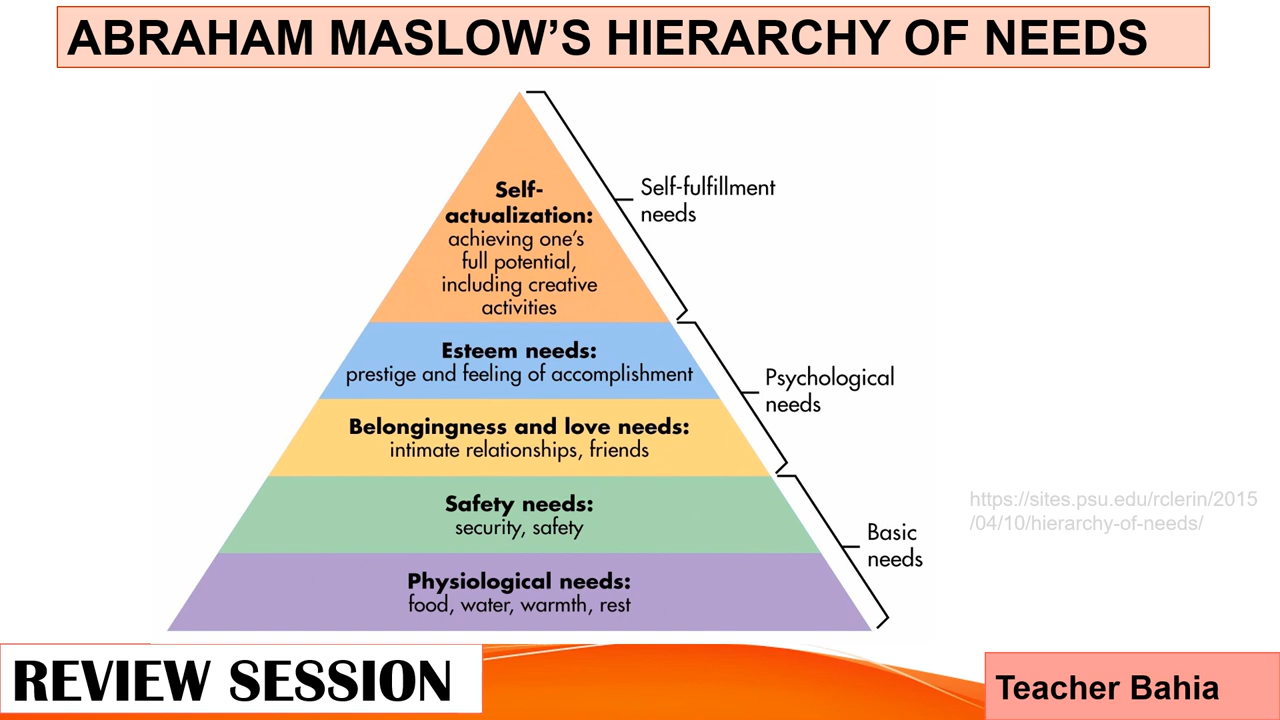 ABRAHAM MASLOW’S HIERARCHY OF NEEDS
Self-
actualization:
achieving one’s
full potential,
including creative
activities
Self-fulfillment
needs
Esteem needs:
prestige and feeling of accomplishment
Psychological
needs
Belongingness and love needs:
intimate relationships, friends
Safety needs:
security, safety
https://sites.psu.edu/rclerin/2015
/04/10/hierarchy-of-needs/
Basic
needs
Physiological needs:
food, water, warmth, rest
REVIEW SESSION
Teacher Bahia